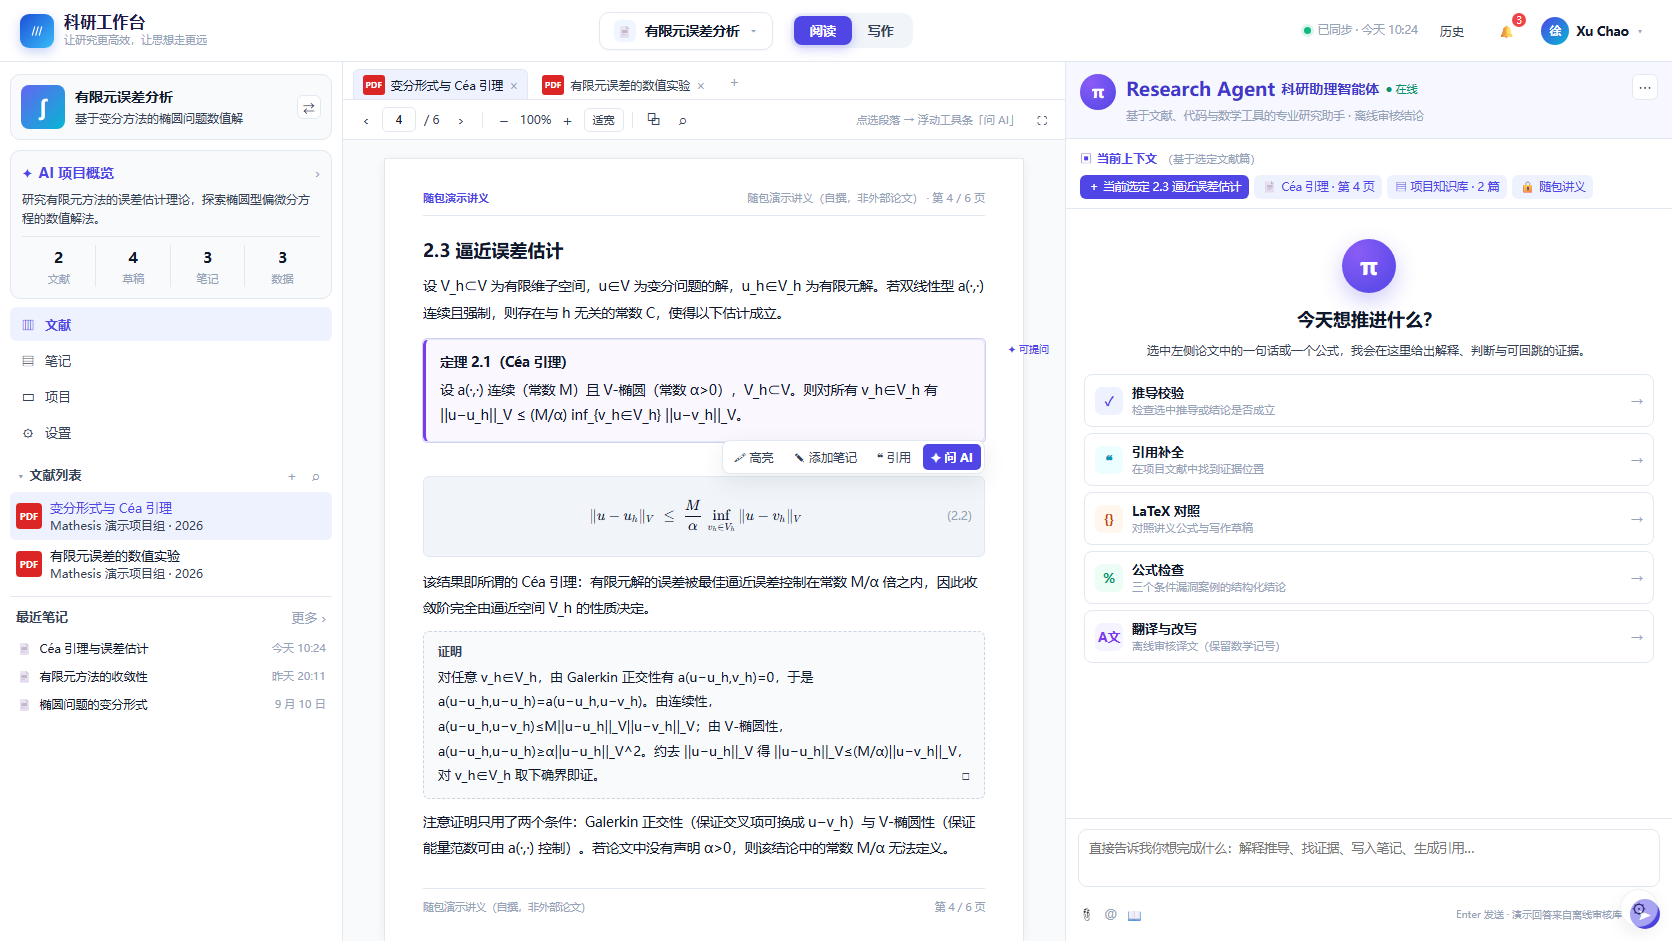 科研工作台
让研究更高效，让思想走更远
有限元误差分析
阅读
写作
已同步 · 今天 10:24
历史
3
徐
Xu Chao
有限元误差分析
基于变分方法的椭圆问题数值解
AI 项目概览
研究有限元方法的误差估计理论，探索椭圆型偏微分方
程的数值解法。
2
4
3
3
文献
草稿
笔记
数据
文献
笔记
项目
设置
文献列表
+
PDF
变分形式与 Céa 引理
Mathesis 演示项目组 · 2026
PDF
有限元误差的数值实验
Mathesis 演示项目组 · 2026
最近笔记
更多 ›
Céa 引理与误差估计
今天 10:24
有限元方法的收敛性
昨天 20:11
椭圆问题的变分形式
9 月 10 日
PDF 变分形式与 Céa 引理 ×
PDF 有限元误差的数值实验 ×
+
‹ 4 / 6 ›
− 100% +
适宽
点选段落 → 浮动工具条「问 AI」
随包演示讲义
随包演示讲义（自撰，非外部论文） · 第 4 / 6 页
2.3 逼近误差估计
设 V_h⊂V 为有限维子空间，u∈V 为变分问题的解，u_h∈V_h 为有限元解。若双线性型 a(·,·)
连续且强制，则存在与 h 无关的常数 C，使得以下估计成立。
✦ 可提问
定理 2.1（Céa 引理）
设 a(·,·) 连续（常数 M）且 V-椭圆（常数 α>0），V_h⊂V。则对所有 v_h∈V_h 有
||u−u_h||_V ≤ (M/α) inf_{v_h∈V_h} ||u−v_h||_V。
高亮
添加笔记
❝ 引用
✦ 问 AI
‖u − u_h‖_V ≤ M/α inf_{v_h∈V_h} ‖u − v_h‖_V
(2.2)
该结果即所谓的 Céa 引理：有限元解的误差被最佳逼近误差控制在常数 M/α 倍之内，因此收
敛阶完全由逼近空间 V_h 的性质决定。
证明
对任意 v_h∈V_h，由 Galerkin 正交性有 a(u−u_h,v_h)=0，于是
a(u−u_h,u−u_h)=a(u−u_h,u−v_h)。由连续性，
a(u−u_h,u−v_h)≤M||u−u_h||_V||u−v_h||_V；由 V-椭圆性，
a(u−u_h,u−u_h)≥α||u−u_h||_V^2。约去 ||u−u_h||_V 得 ||u−u_h||_V≤(M/α)||u−v_h||_V，
对 v_h∈V_h 取下确界即证。
□
注意证明只用了两个条件：Galerkin 正交性（保证交叉项可换成 u−v_h）与 V-椭圆性（保证
能量范数可由 a(·,·) 控制）。若论文中没有声明 α>0，则该结论中的常数 M/α 无法定义。
随包演示讲义（自撰，非外部论文）
第 4 / 6 页
π
Research Agent 科研助理智能体
在线
基于文献、代码与数学工具的专业研究助手 · 离线审核结论
···
当前上下文 （基于选定文献篇）
+ 当前选定 2.3 逼近误差估计
Céa 引理 · 第 4 页
项目知识库 · 2 篇
随包讲义
π
今天想推进什么？
选中左侧论文中的一句话或一个公式，我会在这里给出解释、判断与可回跳的证据。
✓
推导校验
检查选中推导或结论是否成立
→
❝
引用补全
在项目文献中找到证据位置
→
{}
LaTeX 对照
对照讲义公式与写作草稿
→
%
公式检查
三个条件漏洞案例的结构化结论
→
A文
翻译与改写
离线审核译文（保留数学记号）
→
直接告诉我你想完成什么：解释推导、找证据、写入笔记、生成引用...
@
Enter 发送 · 演示回答来自离线审核库